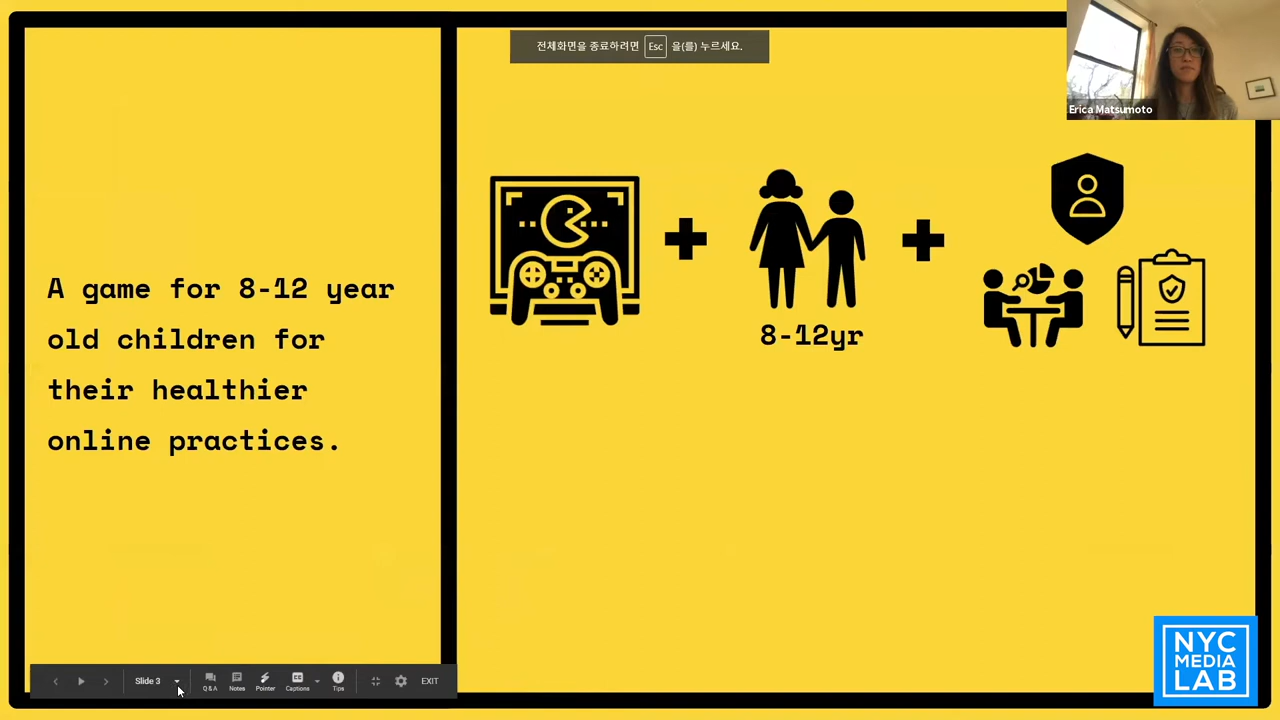 전체화면을 종료하려면 Esc 을(를) 누르세요.
Erica Matsumoto
A game for 8-12 year
old children for
their healthier
online practices.
8-12yr
NYC
MEDIA
LAB
Slide 3
Q & A
Notes
Pointer
Captions
Tips
EXIT